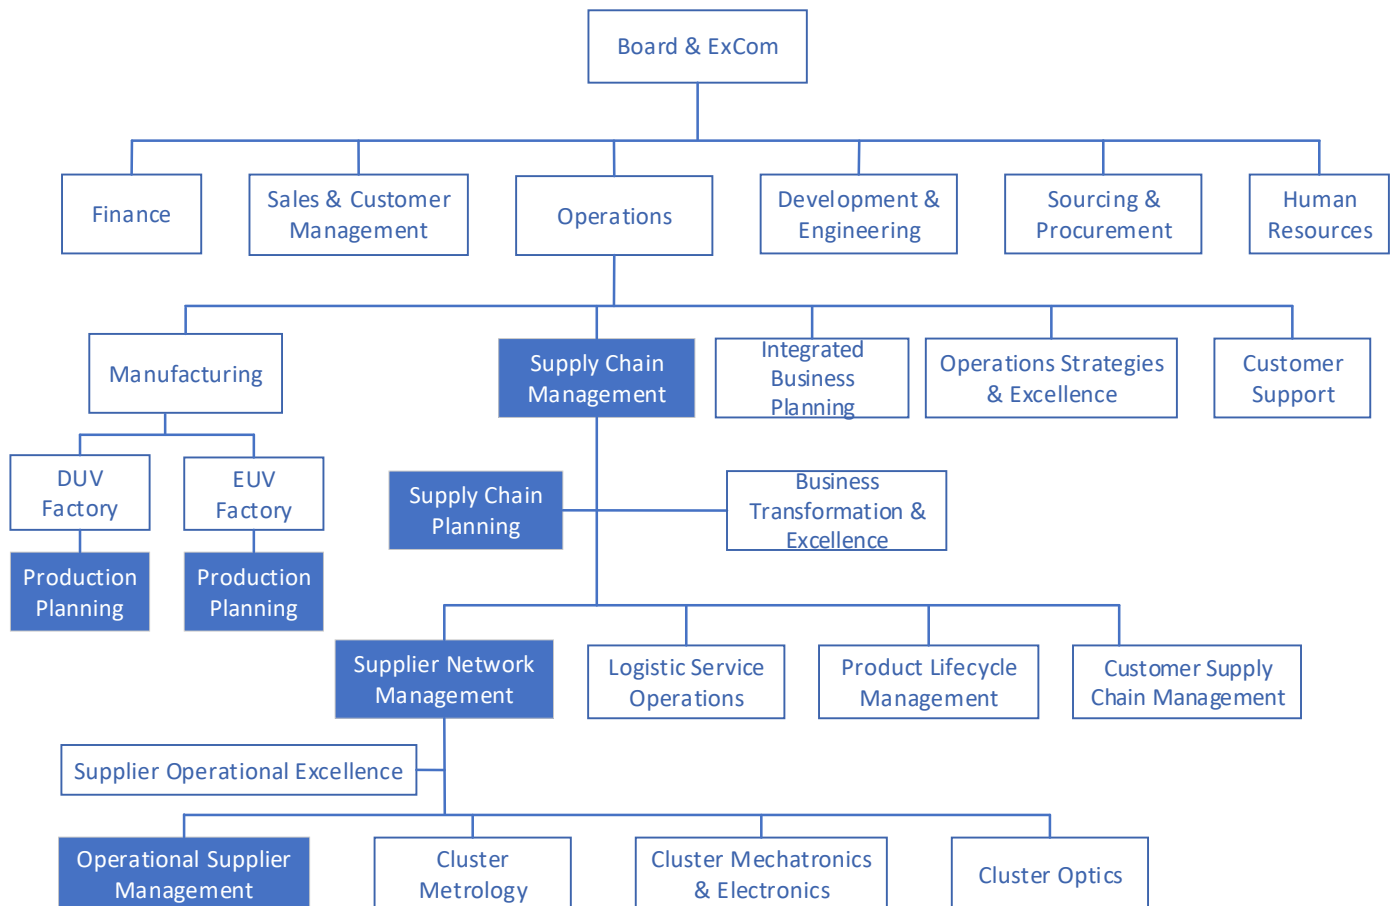 Board & ExCom
Finance
Sales & Customer
Management
Operations
Development &
Engineering
Sourcing &
Procurement
Human
Resources
Manufacturing
Supply Chain
Management
Integrated
Business
Planning
Operations Strategies
& Excellence
Customer
Support
DUV
Factory
EUV
Factory
Supply Chain
Planning
Business
Transformation &
Excellence
Production
Planning
Production
Planning
Supplier Network
Management
Logistic Service
Operations
Product Lifecycle
Management
Customer Supply
Chain Management
Supplier Operational Excellence
Operational Supplier
Management
Cluster
Metrology
Cluster Mechatronics
& Electronics
Cluster Optics